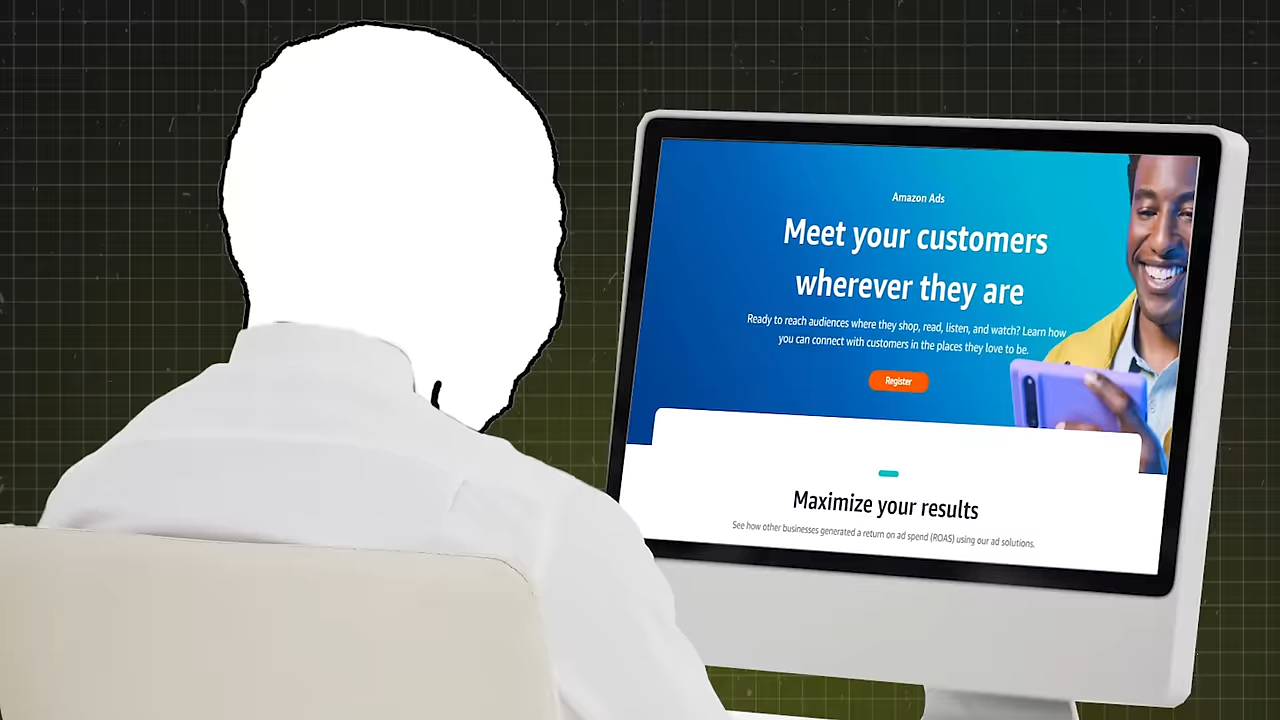 Amazon Ads
Meet your customers
wherever they are
Ready to reach audiences where they shop, read, listen, and watch? Learn how
you can connect with customers in the places they love to be.
Register
Maximize your results
See how other businesses generated a return on ad spend (ROAS) using our ad solutions.